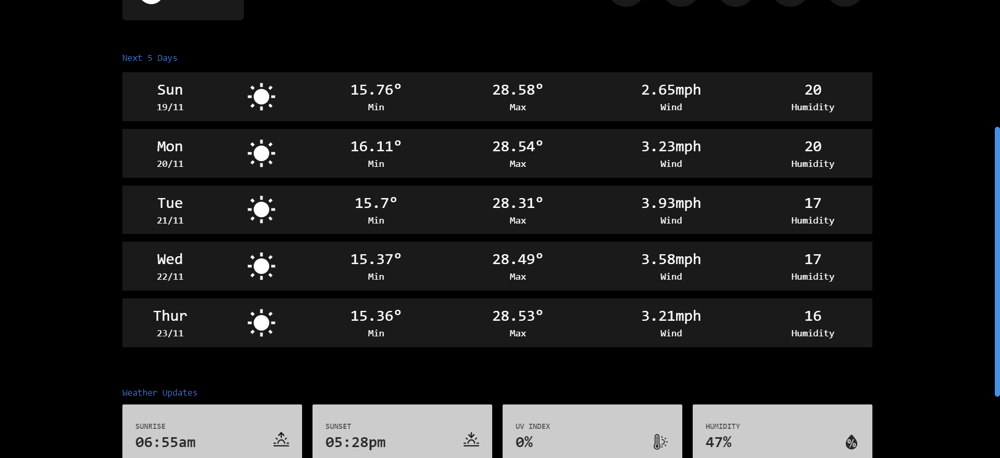 Next 5 Days
Sun 15.76° 28.58° 2.65mph 20
19/11 Min Max Wind Humidity
Mon 16.11° 28.54° 3.23mph 20
20/11 Min Max Wind Humidity
Tue 15.7° 28.31° 3.93mph 17
21/11 Min Max Wind Humidity
Wed 15.37° 28.49° 3.58mph 17
22/11 Min Max Wind Humidity
Thur 15.36° 28.53° 3.21mph 16
23/11 Min Max Wind Humidity
Weather Updates
SUNRISE SUNSET UV INDEX HUMIDITY
06:55am 05:28pm 0% 47%
%